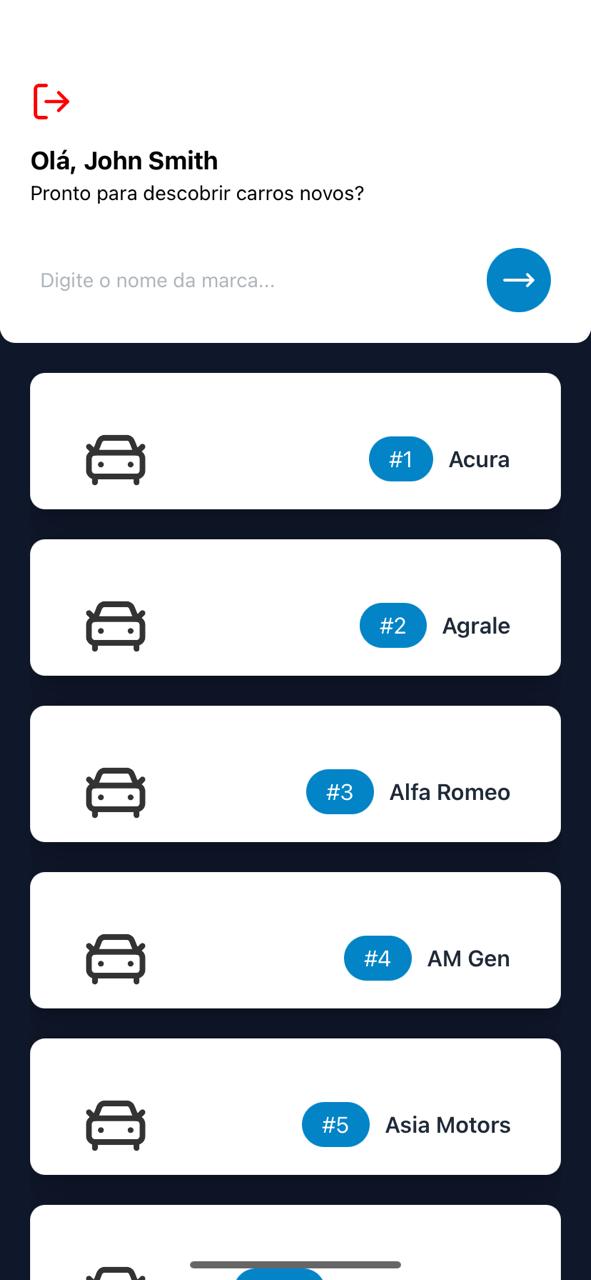 Olá, John Smith
Pronto para descobrir carros novos?
Digite o nome da marca...
#1 Acura
#2 Agrale
#3 Alfa Romeo
#4 AM Gen
#5 Asia Motors